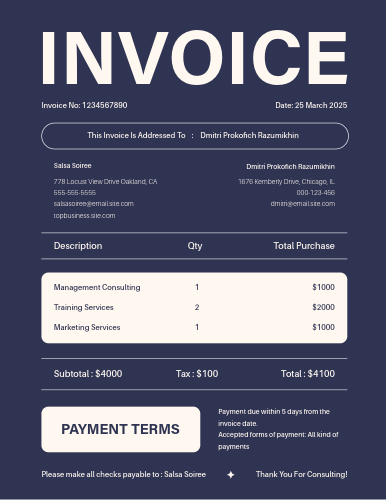 INVOICE
Invoice No: 1234567890 Date: 25 March 2025
This Invoice Is Addressed To : Dmitri Prokofich Razumikhin
Salsa Soiree Dmitri Prokofich Razumikhin
778 Locust View Drive Oakland, CA 1676 Kemberly Drive, Chicago, IL
555-555-5555 000-123-456
salsasoiree@email.site.com dmitri@email.site.com
topbusiness.site.com
Description Qty Total Purchase
Management Consulting 1 $1000
Training Services 2 $2000
Marketing Services 1 $1000
Subtotal : $4000 Tax : $100 Total : $4100
PAYMENT TERMS
Payment due within 5 days from the
invoice date.
Accepted forms of payment: All kind of
payments
Please make all checks payable to : Salsa Soiree Thank You For Consulting!